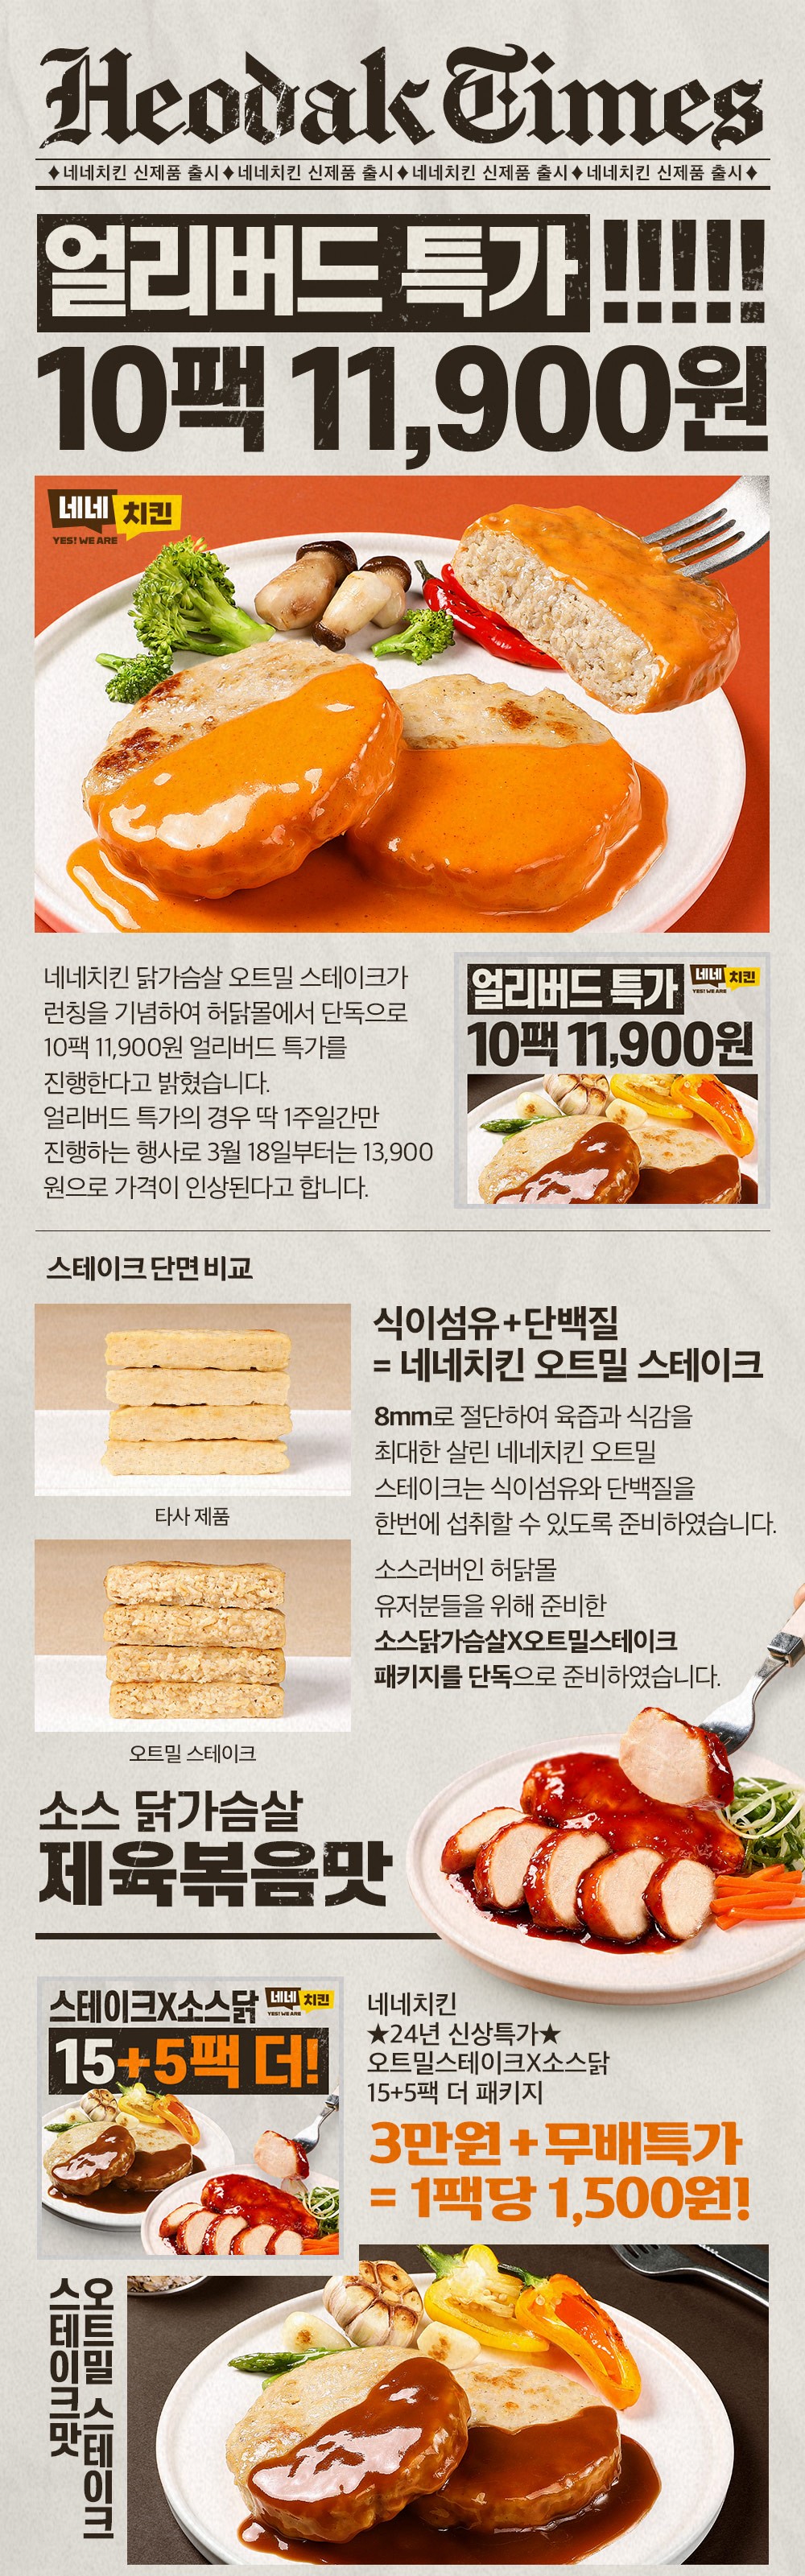 Heodak Times
♦네네치킨 신제품 출시♦네네치킨 신제품 출시♦네네치킨 신제품 출시♦네네치킨 신제품 출시♦
얼리버드 특가!!!!!
10팩 11,900원
네네 치킨
YES! WE ARE
네네치킨 닭가슴살 오트밀 스테이크가
런칭을 기념하여 허닭몰에서 단독으로
10팩 11,900원 얼리버드 특가를
진행한다고 밝혔습니다.
얼리버드 특가의 경우 딱 1주일간만
진행하는 행사로 3월 18일부터는 13,900
원으로 가격이 인상된다고 합니다.
얼리버드 특가
네네 치킨
YES! WE ARE
10팩 11,900원
스테이크 단면 비교
타사 제품
오트밀 스테이크
식이섬유+단백질
= 네네치킨 오트밀 스테이크
8mm로 절단하여 육즙과 식감을
최대한 살린 네네치킨 오트밀
스테이크는 식이섬유와 단백질을
한번에 섭취할 수 있도록 준비하였습니다.
소스러버인 허닭몰
유저분들을 위해 준비한
소스닭가슴살X오트밀스테이크
패키지를 단독으로 준비하였습니다.
소스 닭가슴살
제육볶음맛
스테이크X소스닭
네네 치킨
YES! WE ARE
15+5팩 더!
네네치킨
★24년 신상특가★
오트밀스테이크X소스닭
15+5팩 더 패키지
3만원+무배특가
= 1팩당 1,500원!
오트밀 스테이크
스테이크맛